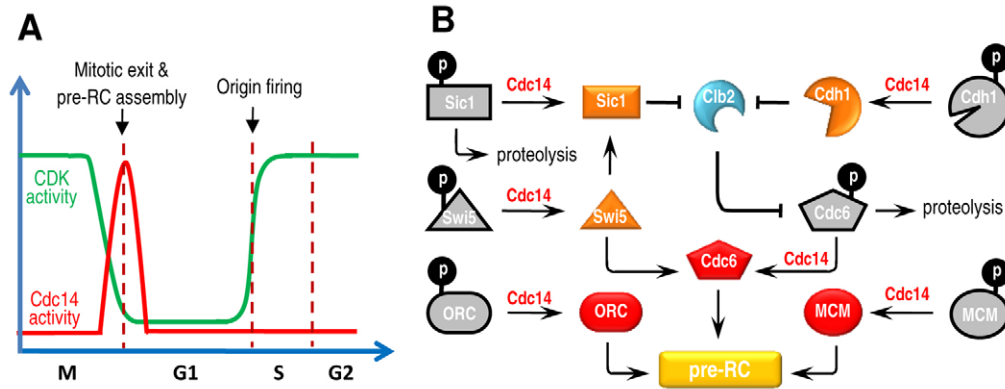 A
Mitotic exit &
pre-RC assembly
Origin firing
CDK
activity
Cdc14
activity
M
G1
S
G2
B
p
Sic1
Cdc14
Sic1
Clb2
Cdh1
Cdc14
p
Cdh1
proteolysis
p
Swi5
Cdc14
Swi5
p
Cdc6
proteolysis
Cdc6
Cdc14
p
ORC
Cdc14
ORC
MCM
Cdc14
p
MCM
pre-RC